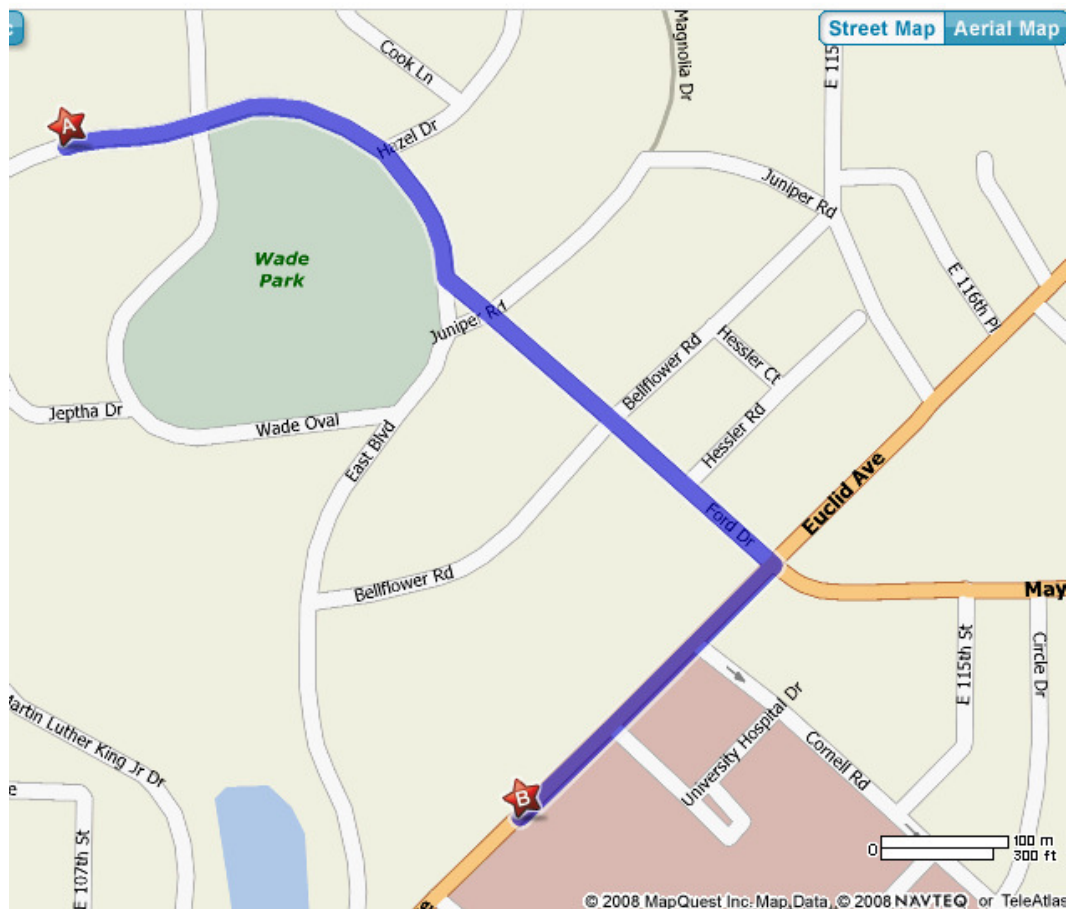 Street Map
Aerial Map
Magnolia Dr
E 115
Cook Ln
A
Hazel Dr
Juniper Rd
Wade
Park
E 116th Pl
Juniper Rd
Bellflower Rd
Hessler Ct
Jeptha Dr
Wade Oval
East Blvd
Hessler Rd
Euclid Ave
Ford Dr
Bellflower Rd
May
E 115th St
Circle Dr
Martin Luther King Jr Dr
University Hospital Dr
Cornell Rd
B
e
E 107th St
0
100 m
300 ft
© 2008 MapQuest Inc. Map Data, © 2008 NAVTEQ or TeleAtlas